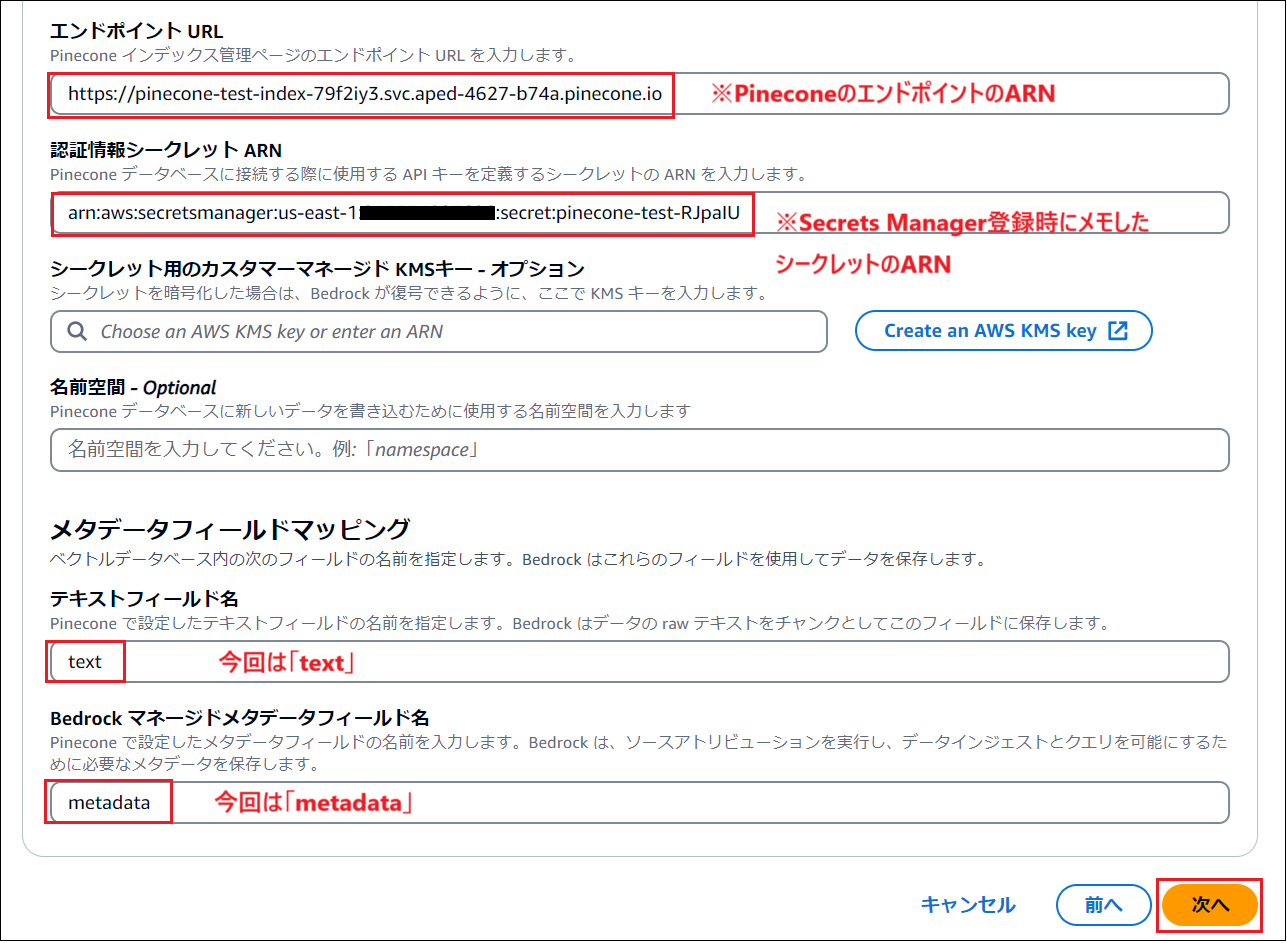 エンドポイント URL
Pinecone インデックス管理ページのエンドポイント URL を入力します。
https://pinecone-test-index-79f2iy3.svc.aped-4627-b74a.pinecone.io
※PineconeのエンドポイントのARN
認証情報シークレット ARN
Pinecone データベースに接続する際に使用する API キーを定義するシークレットの ARN を入力します。
arn:aws:secretsmanager:us-east-1 :secret:pinecone-test-RJpaIU
※Secrets Manager登録時にメモした
シークレットのARN
シークレット用のカスタマーマネージド KMSキー - オプション
シークレットを暗号化した場合は、Bedrock が復号できるように、ここで KMS キーを入力します。
Choose an AWS KMS key or enter an ARN
Create an AWS KMS key
名前空間 - Optional
Pinecone データベースに新しいデータを書き込むために使用する名前空間を入力します
名前空間を入力してください。例:「namespace」
メタデータフィールドマッピング
ベクトルデータベース内の次のフィールドの名前を指定します。Bedrock はこれらのフィールドを使用してデータを保存します。
テキストフィールド名
Pinecone で設定したテキストフィールドの名前を指定します。Bedrock はデータの raw テキストをチャンクとしてこのフィールドに保存します。
text
今回は「text」
Bedrock マネージドメタデータフィールド名
Pinecone で設定したメタデータフィールドの名前を入力します。Bedrock は、ソースアトリビューションを実行し、データインジェストとクエリを可能にするた
めに必要なメタデータを保存します。
metadata
今回は「metadata」
キャンセル
前へ
次へ